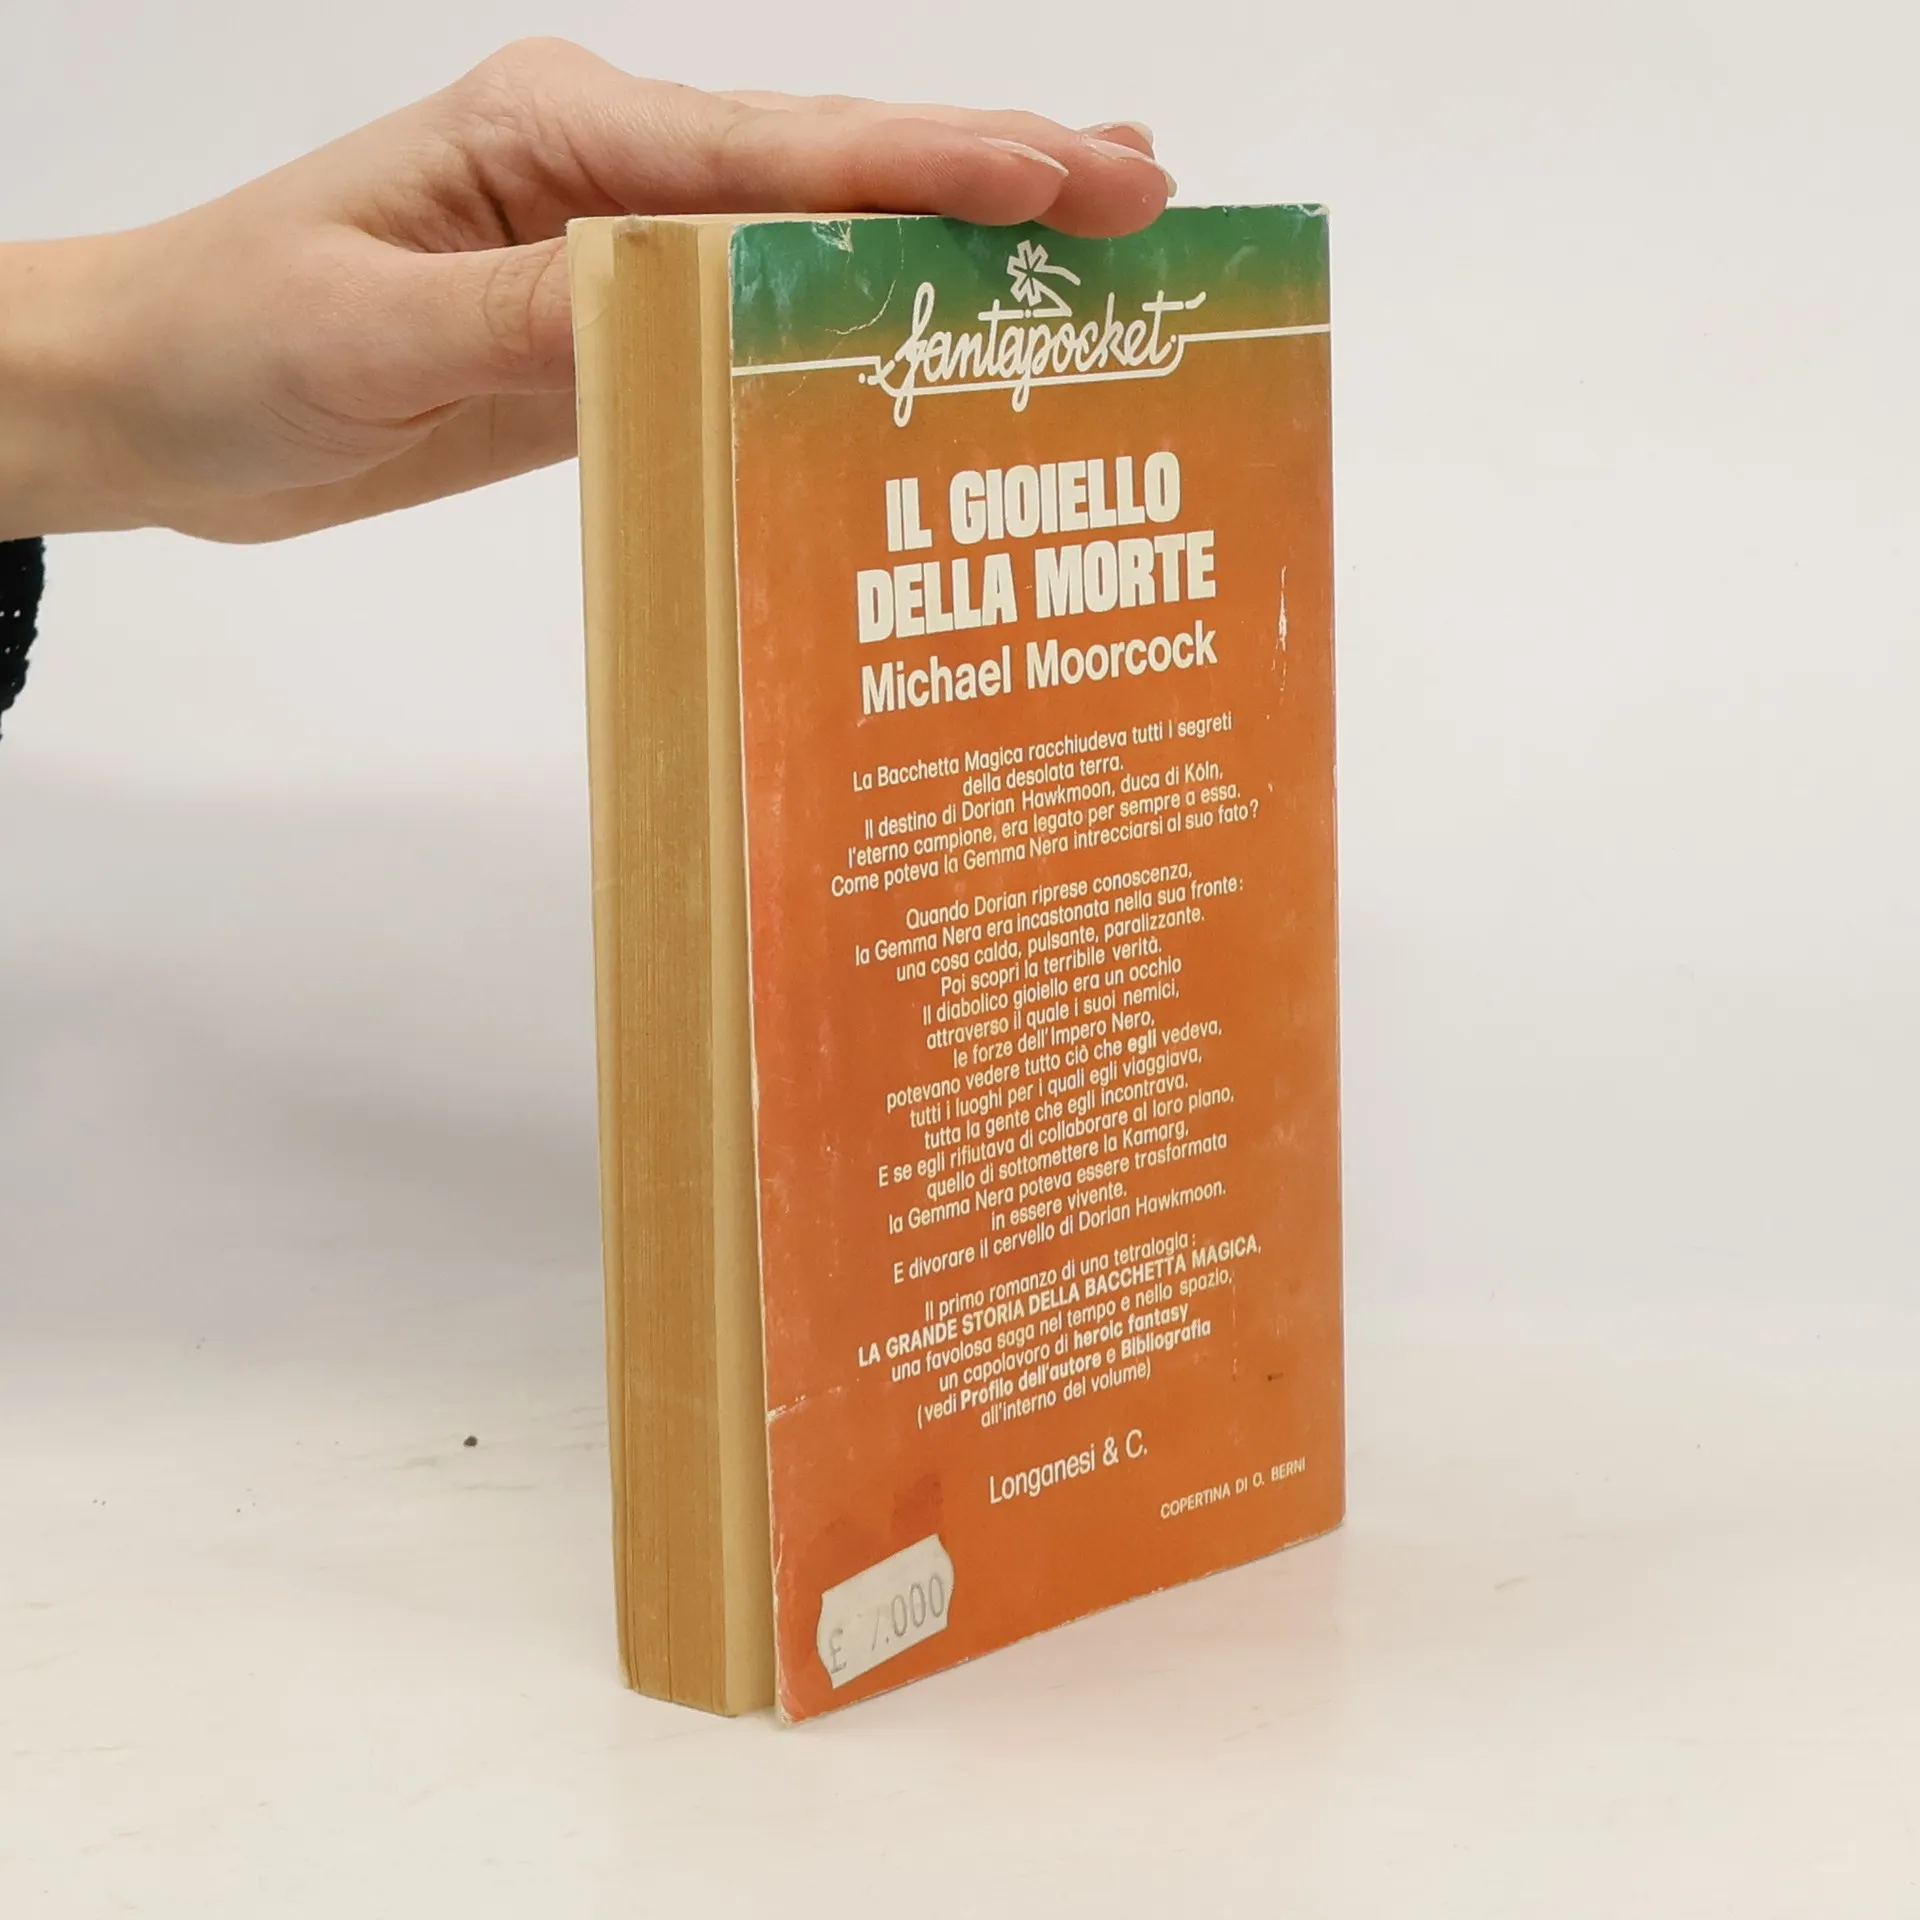 fantapocket
IL GIOIELLO
DELLA MORTE
Michael Moorcock
La Bacchetta Magica racchiudeva tutti i segreti
della desolata terra.
Il destino di Dorian Hawkmoon, duca di Köln,
l'eterno campione, era legato per sempre a essa.
Come poteva la Gemma Nera intrecciarsi al suo fato?
Quando Dorian riprese conoscenza,
la Gemma Nera era incastonata nella sua fronte:
una cosa calda, pulsante, paralizzante.
Poi scoprì la terribile verità.
Il diabolico gioiello era un occhio
attraverso il quale i suoi nemici,
le forze dell'Impero Nero,
potevano vedere tutto ciò che egli vedeva,
tutti i luoghi per i quali egli viaggiava,
tutta la gente che egli incontrava.
E se egli rifiutava di collaborare al loro piano,
quello di sottomettere la Kamarg,
la Gemma Nera poteva essere trasformata
in essere vivente.
E divorare il cervello di Dorian Hawkmoon.
Il primo romanzo di una tetralogia:
LA GRANDE STORIA DELLA BACCHETTA MAGICA,
una favolosa saga nel tempo e nello spazio,
un capolavoro di heroic fantasy
(vedi Profilo dell'autore e Bibliografia
all'interno del volume)
Longanesi & C.
COPERTINA DI O. BERNI
£ 7.000